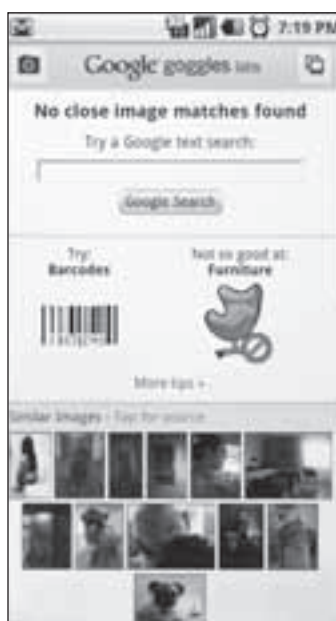 7:19 PM
Google goggles labs
No close image matches found
Try a Google text search:
Google Search
Try:
Barcodes
Not so good at:
Furniture
More tips »
Similar Images - Tap for source